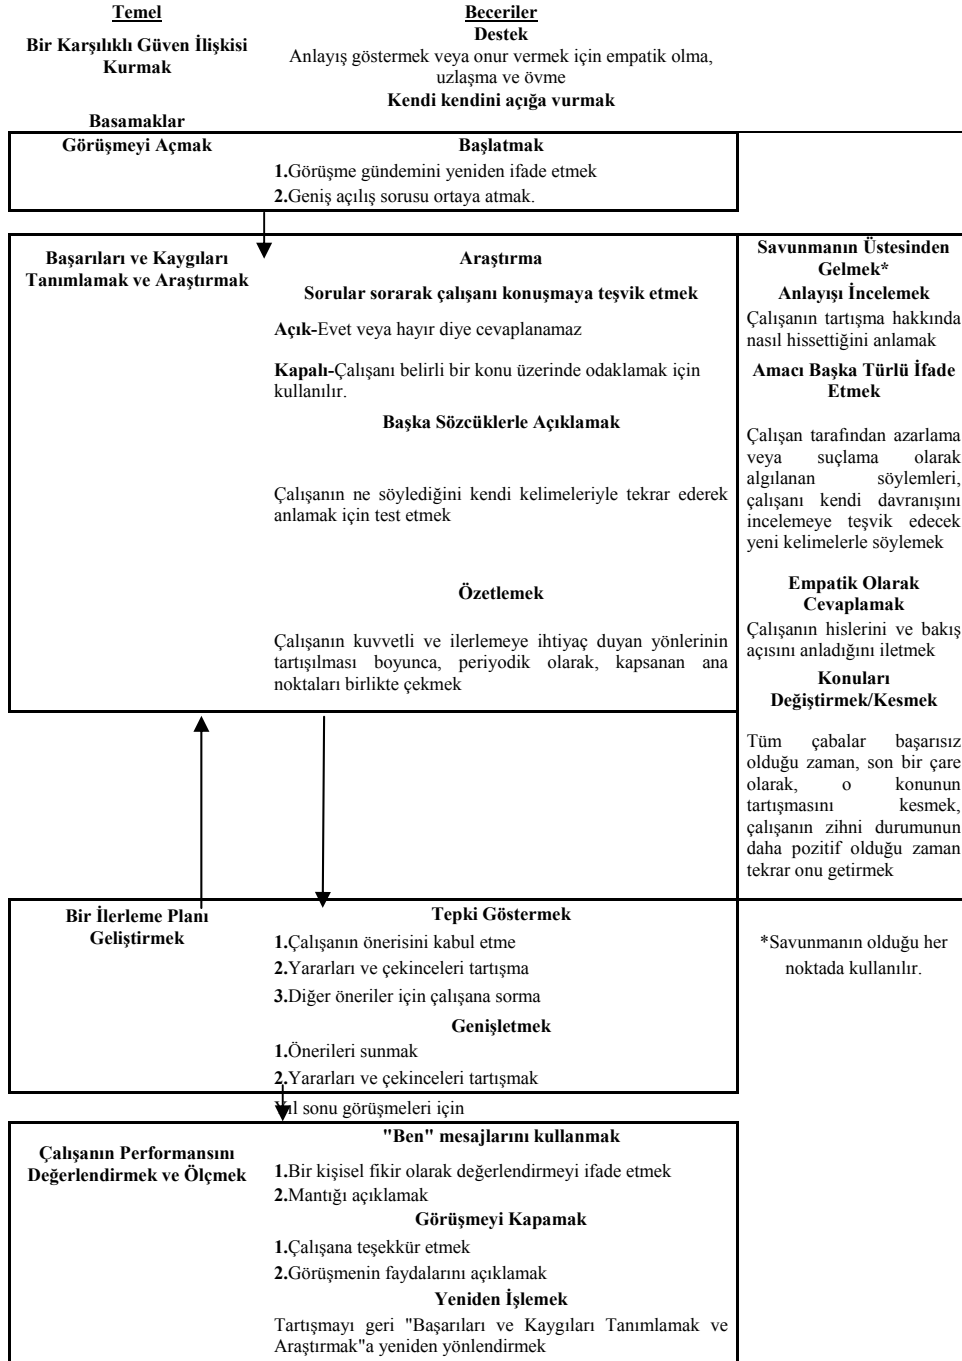 Temel
Beceriler
Bir Karşılıklı Güven İlişkisi
Kurmak
Destek
Anlayış göstermek veya onur vermek için empatik olma,
uzlaşma ve övme
Kendi kendini açığa vurmak
Basamaklar
Görüşmeyi Açmak
Başlatmak
1.Görüşme gündemini yeniden ifade etmek
2.Geniş açılış sorusu ortaya atmak.
Başarıları ve Kaygıları
Tanımlamak ve Araştırmak
Araştırma
Sorular sorarak çalışanı konuşmaya teşvik etmek
Açık-Evet veya hayır diye cevaplanamaz
Kapalı-Çalışanı belirli bir konu üzerinde odaklamak için
kullanılır.
Başka Sözcüklerle Açıklamak
Çalışanın ne söylediğini kendi kelimeleriyle tekrar ederek
anlamak için test etmek
Özetlemek
Çalışanın kuvvetli ve ilerlemeye ihtiyaç duyan yönlerinin
tartışılması boyunca, periyodik olarak, kapsanan ana
noktaları birlikte çekmek
Savunmanın Üstesinden
Gelmek*
Anlayışı İncelemek
Çalışanın tartışma hakkında
nasıl hissettiğini anlamak
Amacı Başka Türlü İfade
Etmek
Çalışan tarafından azarlama
veya suçlama olarak
algılanan söylemleri,
çalışanı kendi davranışını
incelemeye teşvik edecek
yeni kelimelerle söylemek
Empatik Olarak
Cevaplamak
Çalışanın hislerini ve bakış
açısını anladığını iletmek
Konuları
Değiştirmek/Kesmek
Tüm çabalar başarısız
olduğu zaman, son bir çare
olarak, o konunun
tartışmasını kesmek,
çalışanın zihni durumunun
daha pozitif olduğu zaman
tekrar onu getirmek
Bir İlerleme Planı
Geliştirmek
Tepki Göstermek
1.Çalışanın önerisini kabul etme
2.Yararları ve çekinceleri tartışma
3.Diğer öneriler için çalışana sorma
Genişletmek
1.Önerileri sunmak
2.Yararları ve çekinceleri tartışmak
*Savunmanın olduğu her
noktada kullanılır.
Yıl sonu görüşmeleri için
Çalışanın Performansını
Değerlendirmek ve Ölçmek
"Ben" mesajlarını kullanmak
1.Bir kişisel fikir olarak değerlendirmeyi ifade etmek
2.Mantığı açıklamak
Görüşmeyi Kapamak
1.Çalışana teşekkür etmek
2.Görüşmenin faydalarını açıklamak
Yeniden İşlemek
Tartışmayı geri "Başarıları ve Kaygıları Tanımlamak ve
Araştırmak"a yeniden yönlendirmek